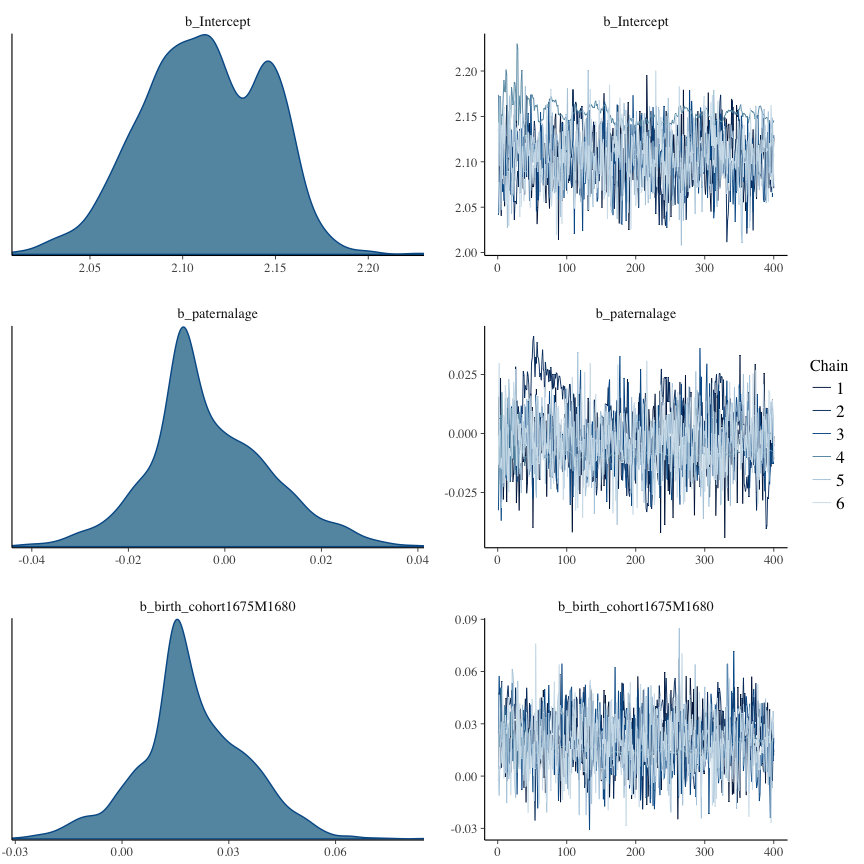 b_Intercept
2.05 2.10 2.15 2.20
b_Intercept
2.20
2.15
2.10
2.05
2.00
0 100 200 300 400
b_paternalage
-0.04 -0.02 0.00 0.02 0.04
b_paternalage
0.025
0.000
-0.025
0 100 200 300 400
Chain
1
2
3
4
5
6
b_birth_cohort1675M1680
-0.03 0.00 0.03 0.06
b_birth_cohort1675M1680
0.09
0.06
0.03
0.00
-0.03
0 100 200 300 400